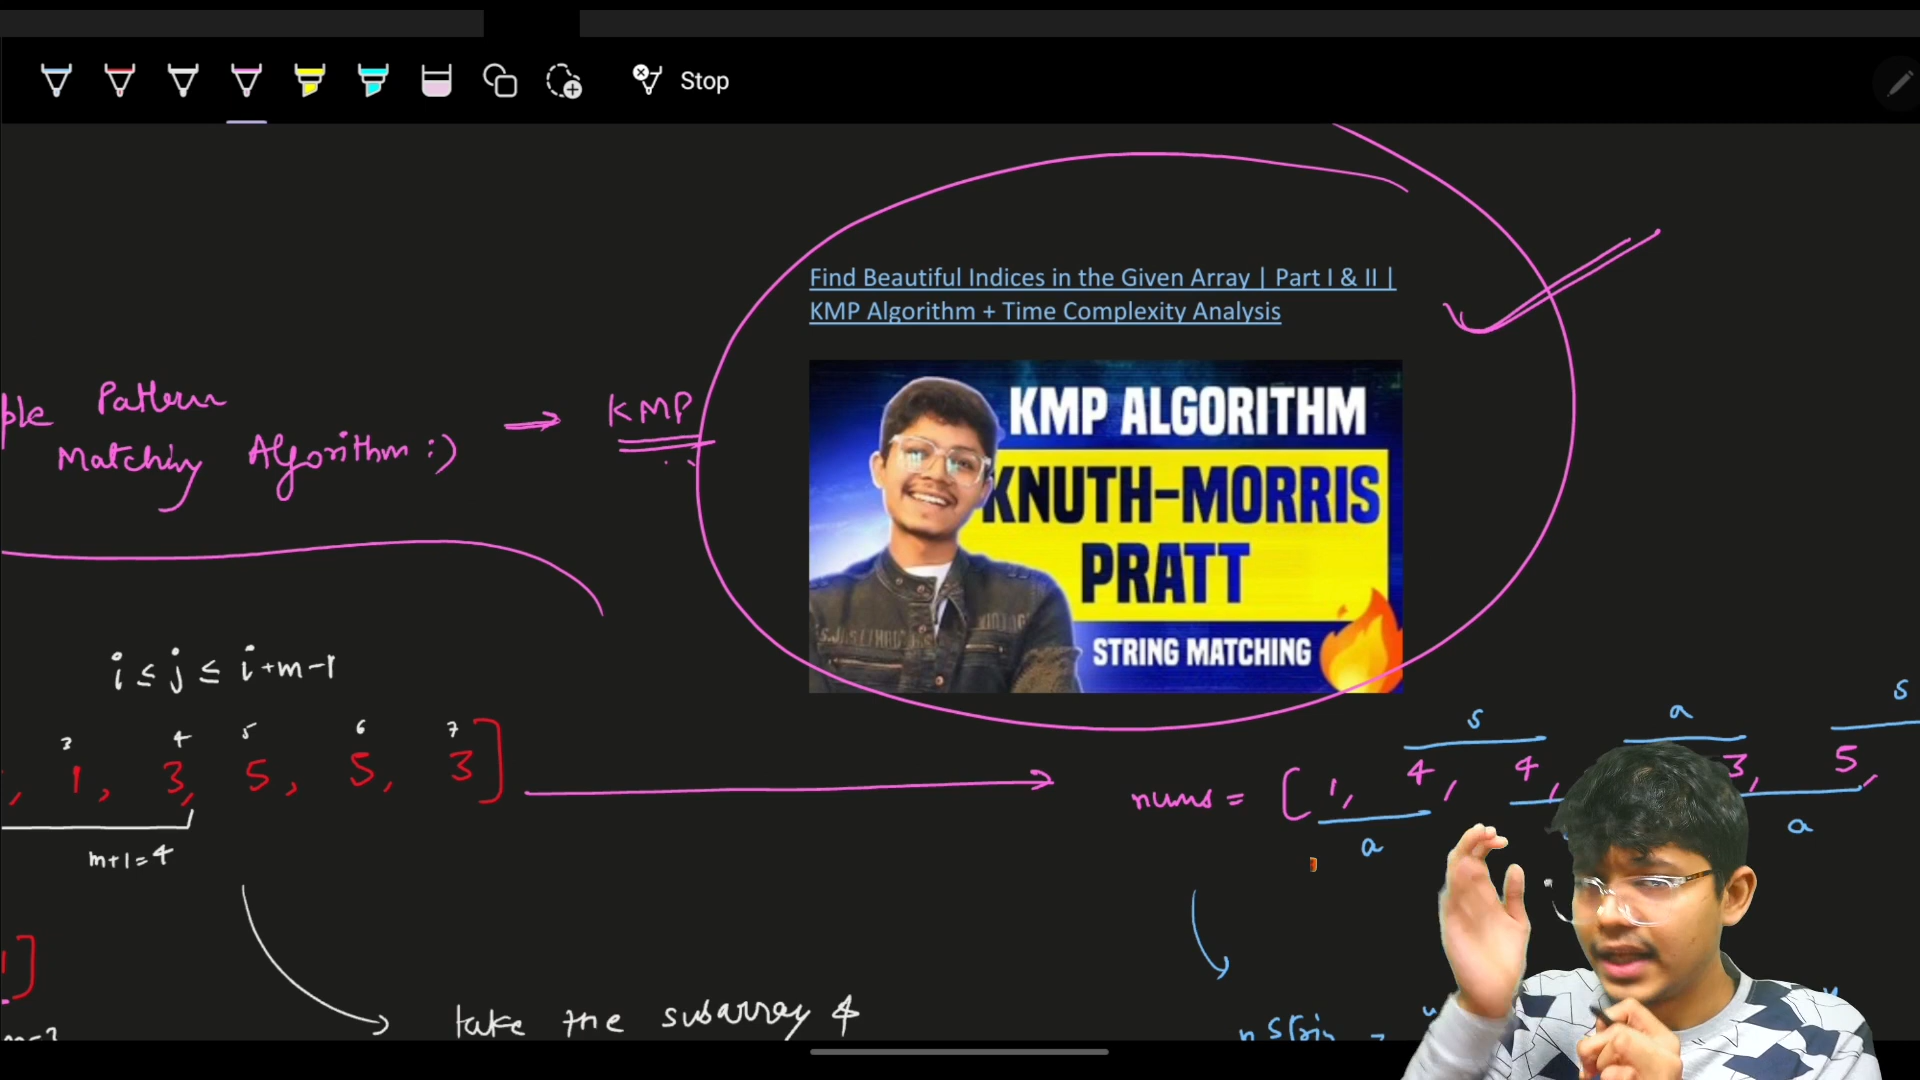 Stop
Find Beautiful Indices in the Given Array | Part I & II |
KMP Algorithm + Time Complexity Analysis
KMP ALGORITHM
KNUTH-MORRIS
PRATT
STRING MATCHING
ple Pattern
Matching Algorithm :)
→ KMP
i ≤ j ≤ i+m-1
3 4 5 6 7
, 1, 3, 5, 5, 3]
m+1=4
s a s
nums = [1, 4, 4, 3, 5,
a a
1]
take the subarray &